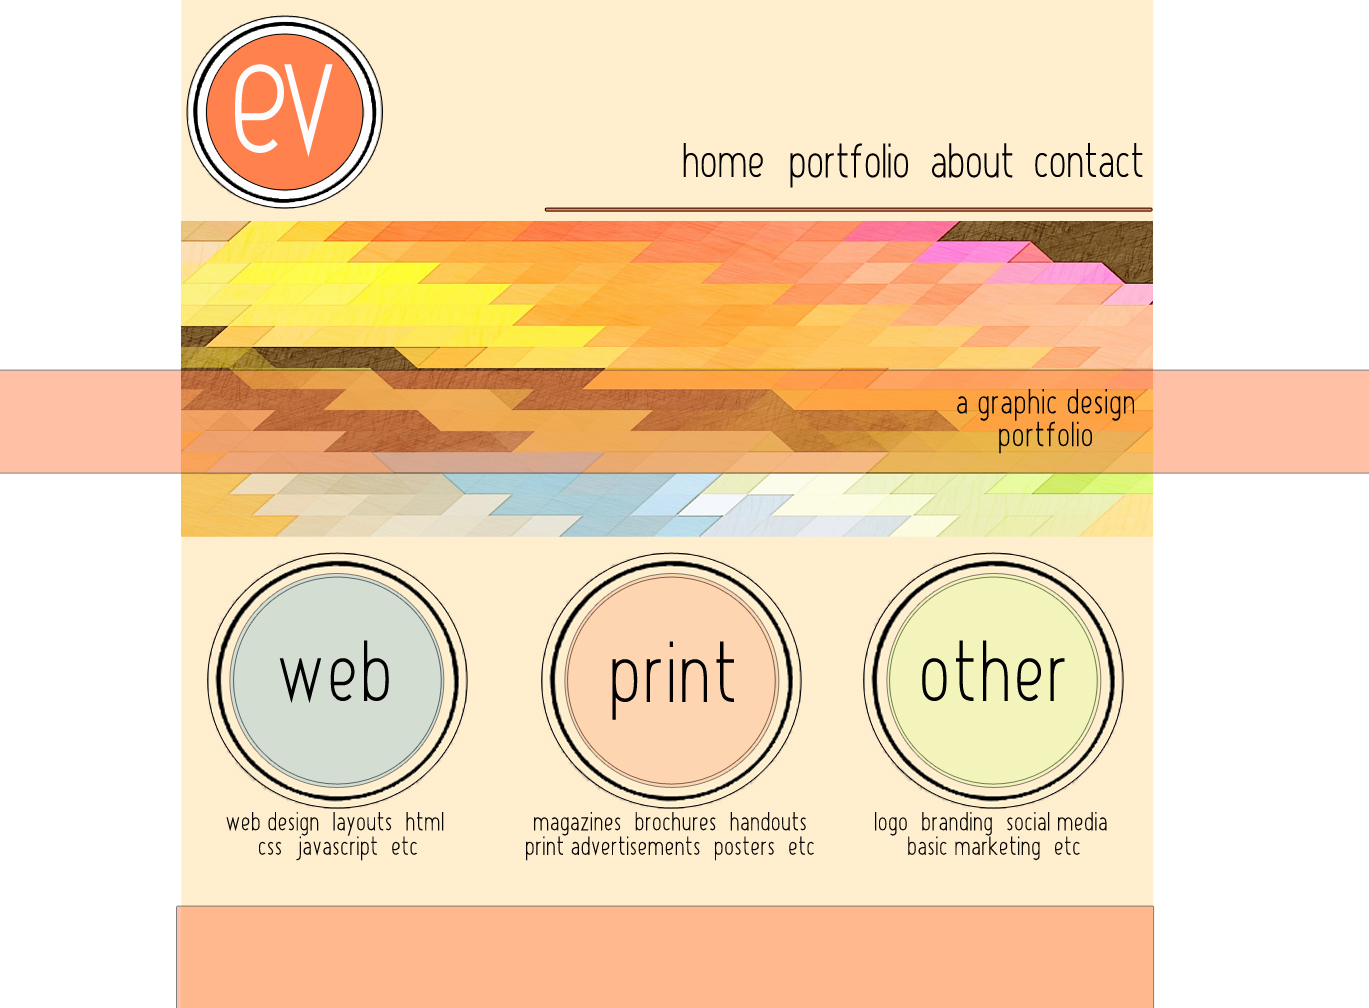 ev
home portfolio about contact
a graphic design
portfolio
web
print
other
web design layouts html
css javascript etc
magazines brochures handouts
print advertisements posters etc
logo branding social media
basic marketing etc